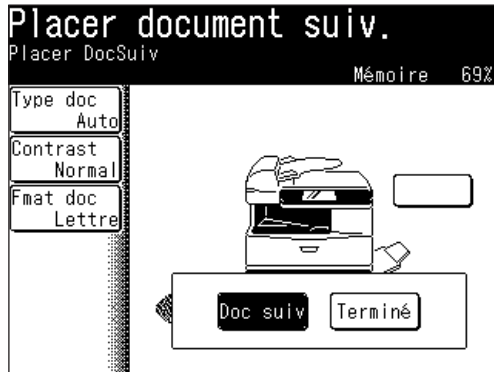 Placer document suiv.
Placer DocSuiv
Mémoire 69%
Type doc
Auto
Contrast
Normal
Fmat doc
Lettre
Doc suiv Terminé